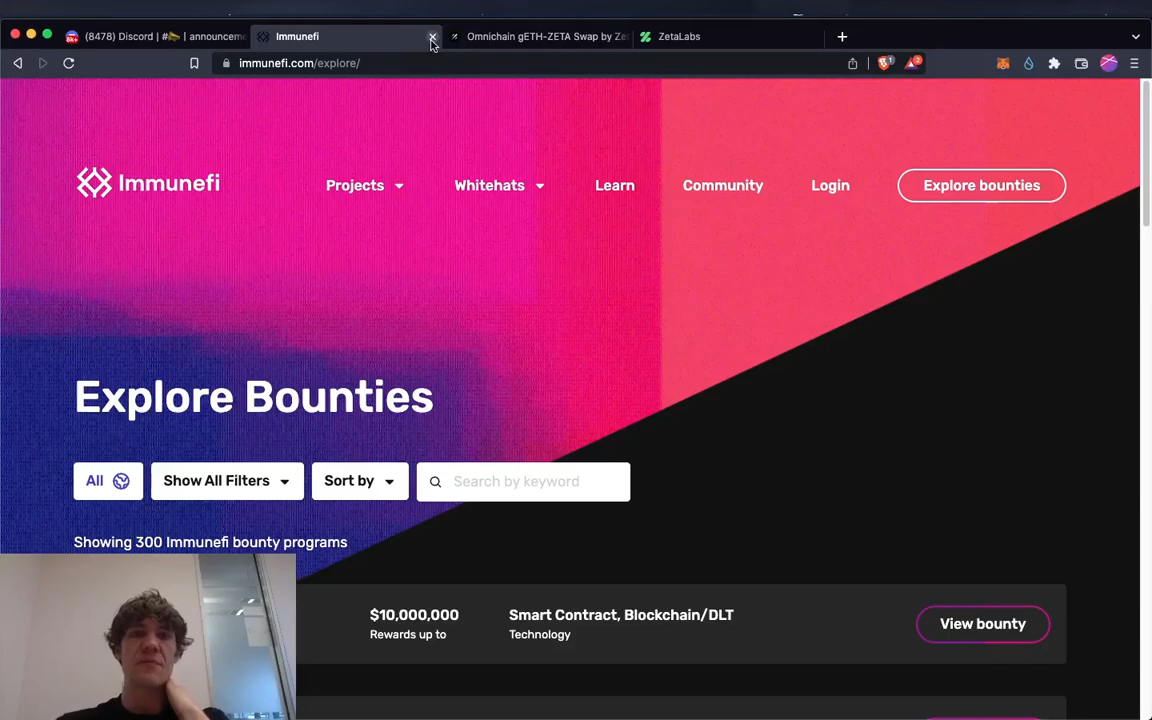 (8478) Discord | # | announceme
Immunefi
Omnichain gETH-ZETA Swap by Ze
ZetaLabs
immunefi.com/explore/
1
2
Immunefi
Projects
Whitehats
Learn
Community
Login
Explore bounties
Explore Bounties
All
Show All Filters
Sort by
Search by keyword
Showing 300 Immunefi bounty programs
$10,000,000
Smart Contract, Blockchain/DLT
View bounty
Rewards up to
Technology